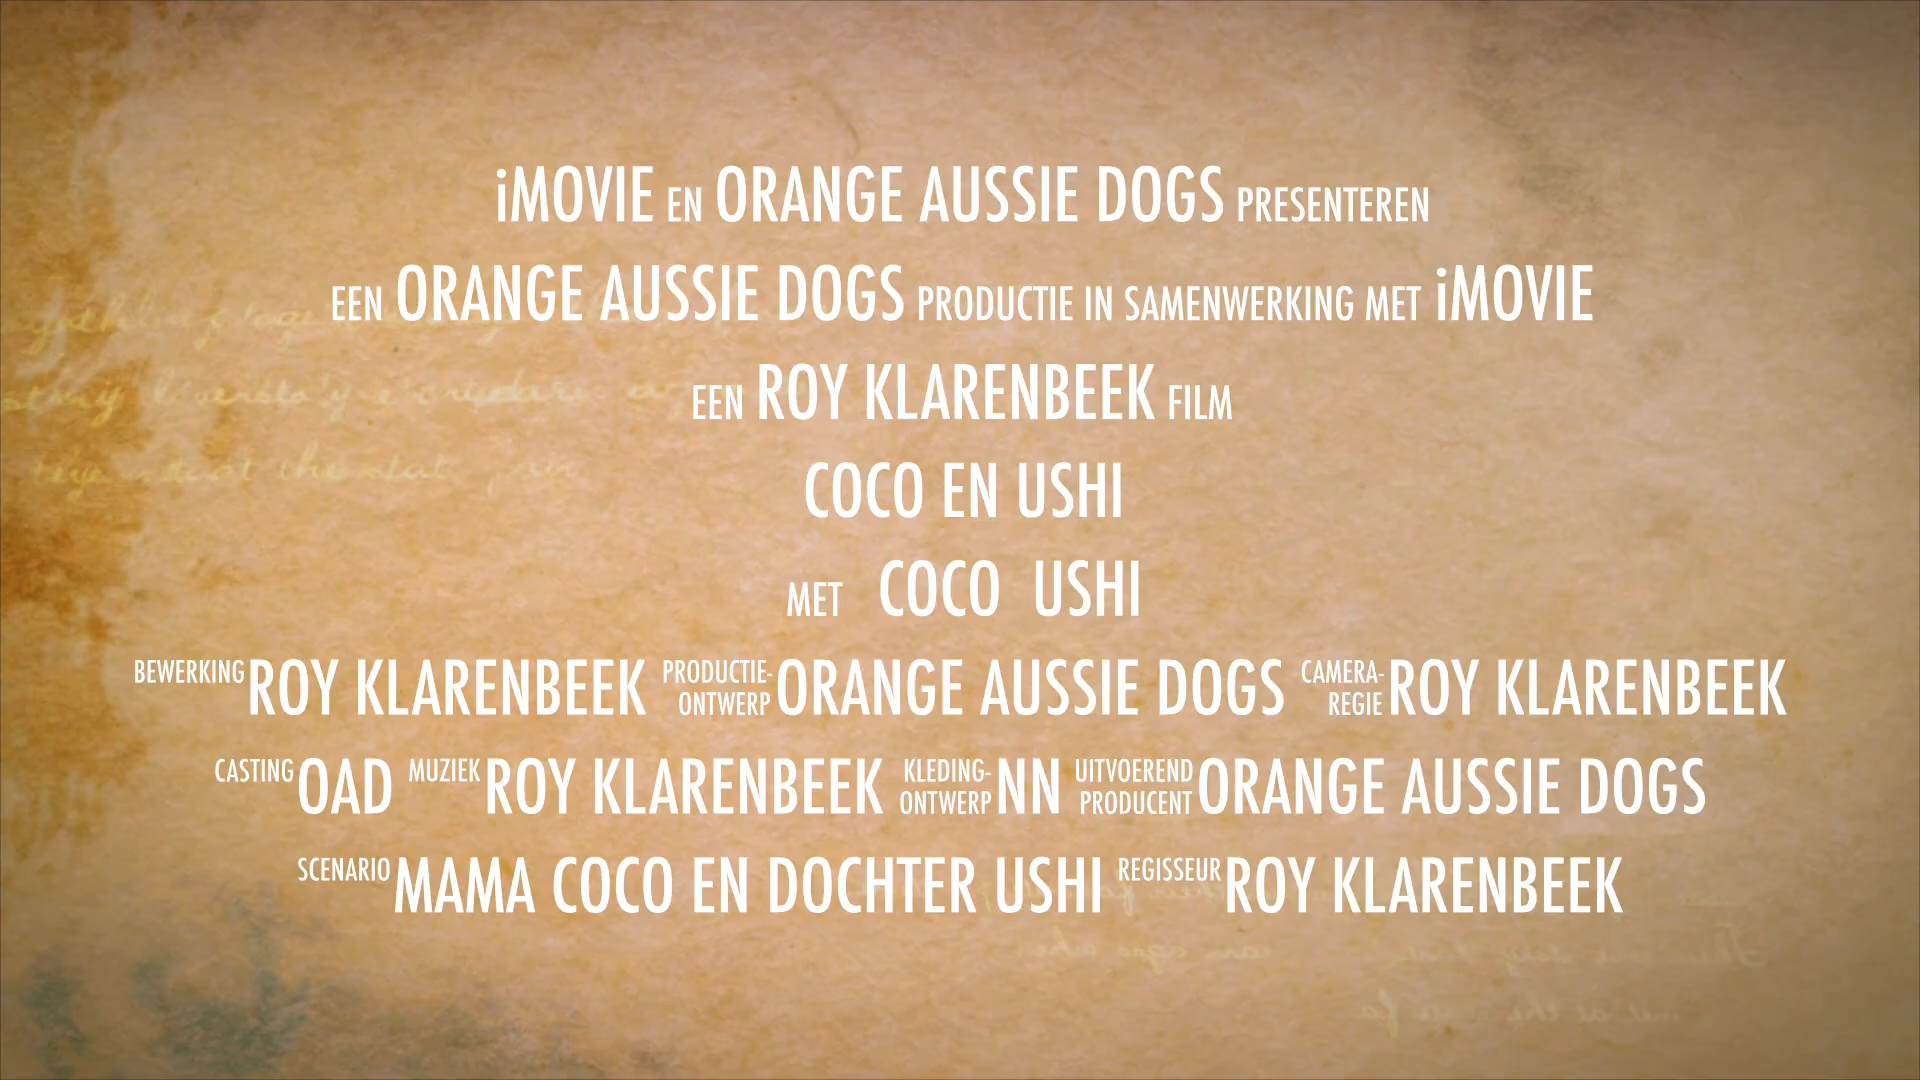 iMOVIE EN ORANGE AUSSIE DOGS PRESENTEREN
EEN ORANGE AUSSIE DOGS PRODUCTIE IN SAMENWERKING MET iMOVIE
EEN ROY KLARENBEEK FILM
COCO EN USHI
MET COCO USHI
BEWERKING ROY KLARENBEEK PRODUCTIE-ONTWERP ORANGE AUSSIE DOGS CAMERA-REGIE ROY KLARENBEEK
CASTING OAD MUZIEK ROY KLARENBEEK KLEDING-ONTWERP NN UITVOEREND PRODUCENT ORANGE AUSSIE DOGS
SCENARIO MAMA COCO EN DOCHTER USHI REGISSEUR ROY KLARENBEEK